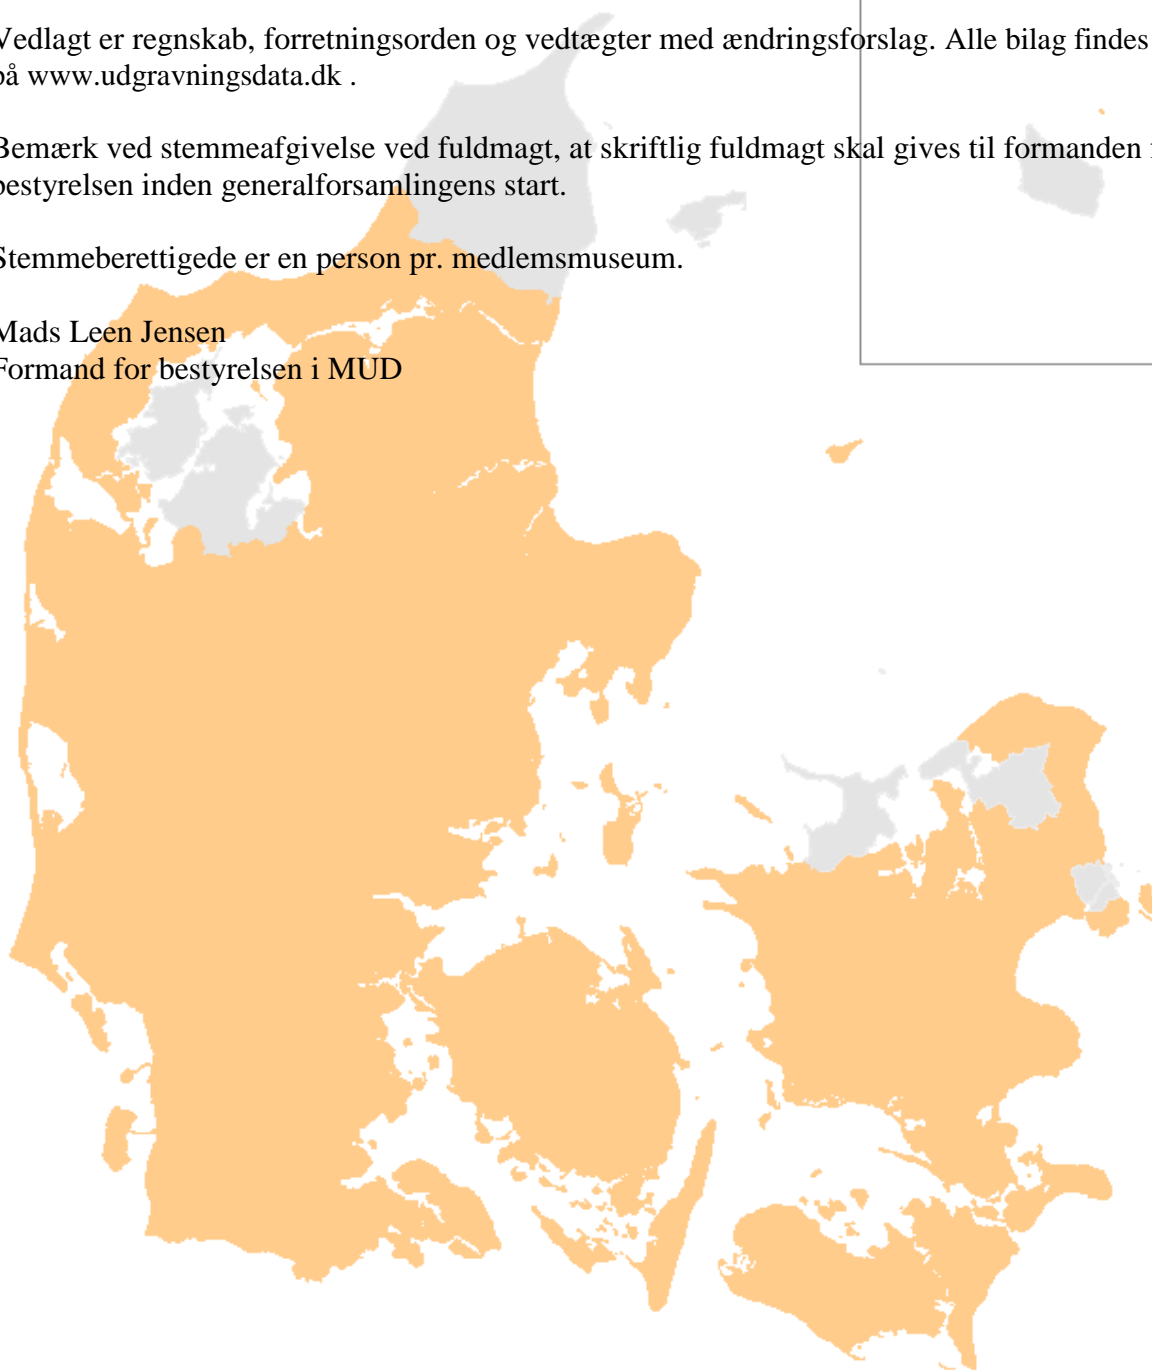 Vedlagt er regnskab, forretningsorden og vedtægter med ændringsforslag. Alle bilag findes
på www.udgravningsdata.dk .
Bemærk ved stemmeafgivelse ved fuldmagt, at skriftlig fuldmagt skal gives til formanden
bestyrelsen inden generalforsamlingens start.
Stemmeberettigede er en person pr. medlemsmuseum.
Mads Leen Jensen
Formand for bestyrelsen i MUD